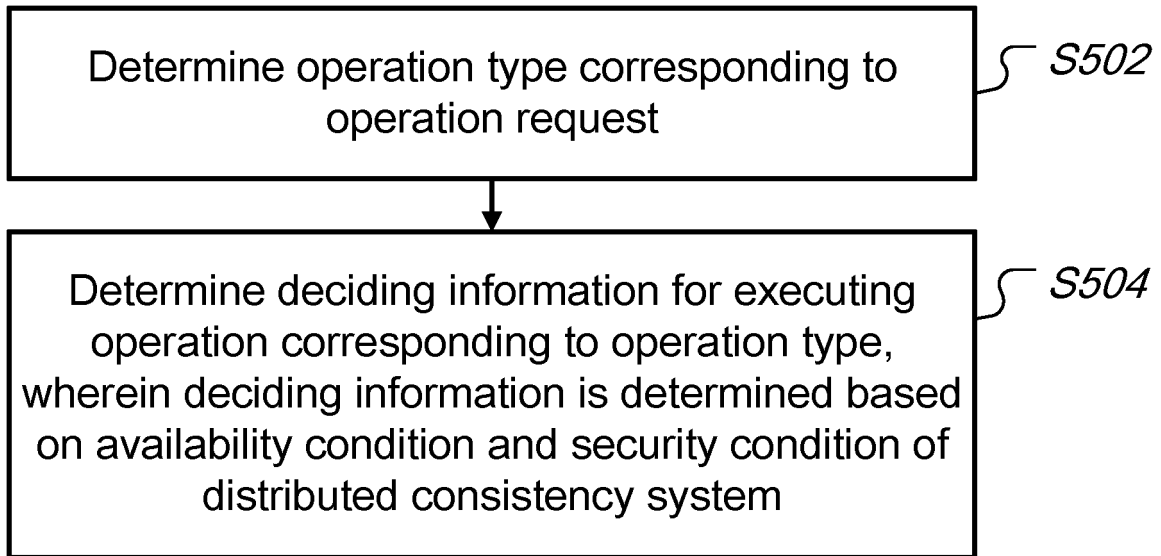 Determine operation type corresponding to
operation request
S502
Determine deciding information for executing
operation corresponding to operation type,
wherein deciding information is determined based
on availability condition and security condition of
distributed consistency system
S504